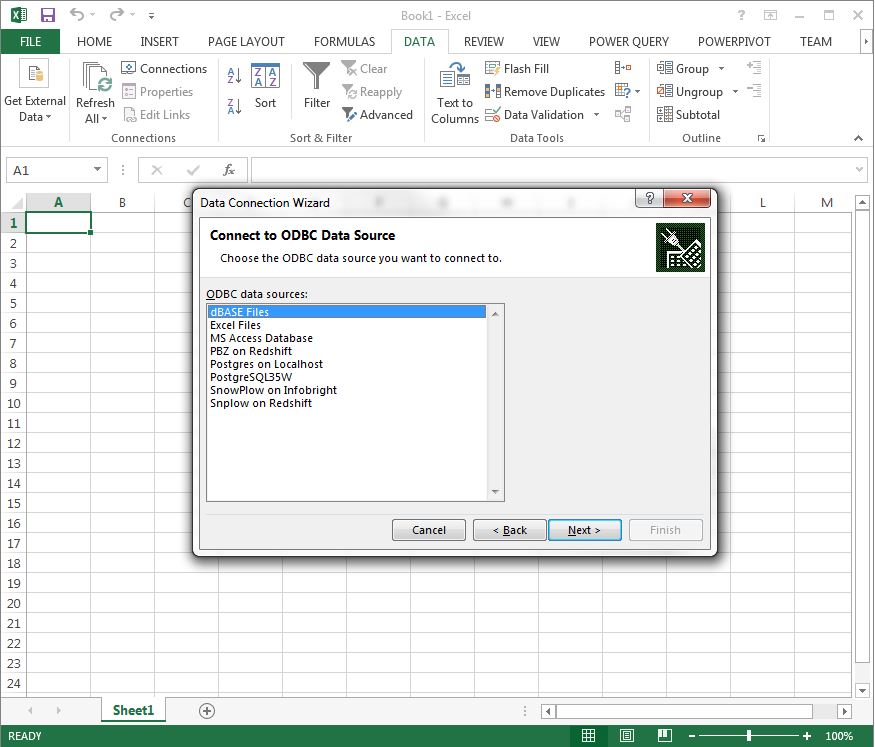 Book1 - Excel
FILE HOME INSERT PAGE LAYOUT FORMULAS DATA REVIEW VIEW POWER QUERY POWERPIVOT TEAM
Get External
Data
Refresh
All
Connections
Properties
Edit Links
Connections
Sort
Filter
Clear
Reapply
Advanced
Sort & Filter
Text to
Columns
Flash Fill
Remove Duplicates
Data Validation
Data Tools
Group
Ungroup
Subtotal
Outline
A1
fx
A B C L M
1
2
3
4
5
6
7
8
9
10
11
12
13
14
15
16
17
18
19
20
21
22
23
24
Data Connection Wizard
Connect to ODBC Data Source
Choose the ODBC data source you want to connect to.
ODBC data sources:
dBASE Files
Excel Files
MS Access Database
PBZ on Redshift
Postgres on Localhost
PostgreSQL35W
SnowPlow on Infobright
Snplow on Redshift
Cancel < Back Next > Finish
Sheet1
READY 100%